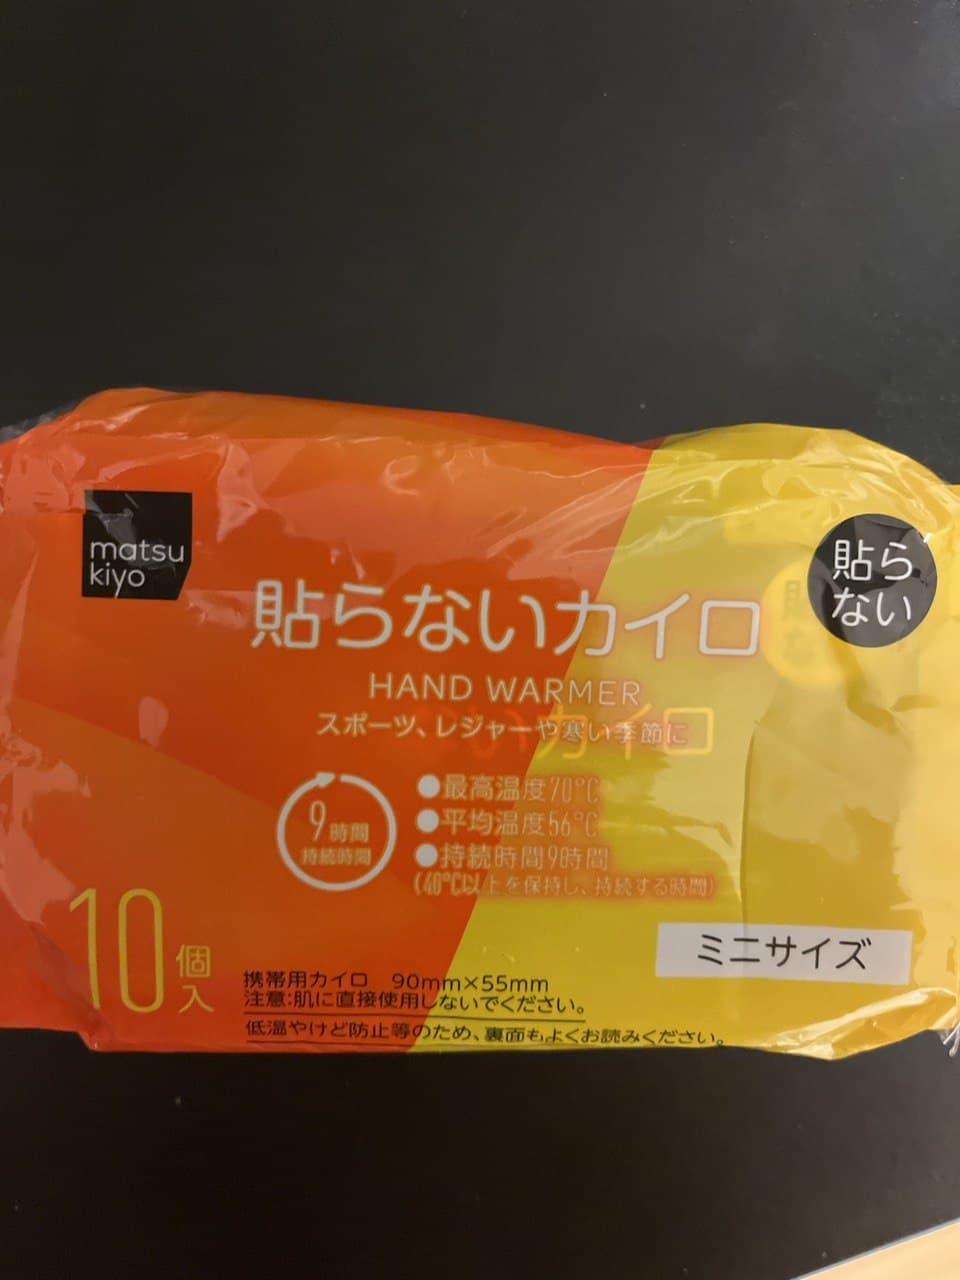 matsu
kiyo
貼ら
ない
貼らないカイロ
HAND WARMER
スポーツ、レジャーや寒い季節に
9時間
持続時間
●最高温度70℃
●平均温度56℃
●持続時間9時間
(40℃以上を保持し、持続する時間)
10個入
ミニサイズ
携帯用カイロ 90mm×55mm
注意:肌に直接使用しないでください。
低温やけど防止等のため、裏面もよくお読みください。